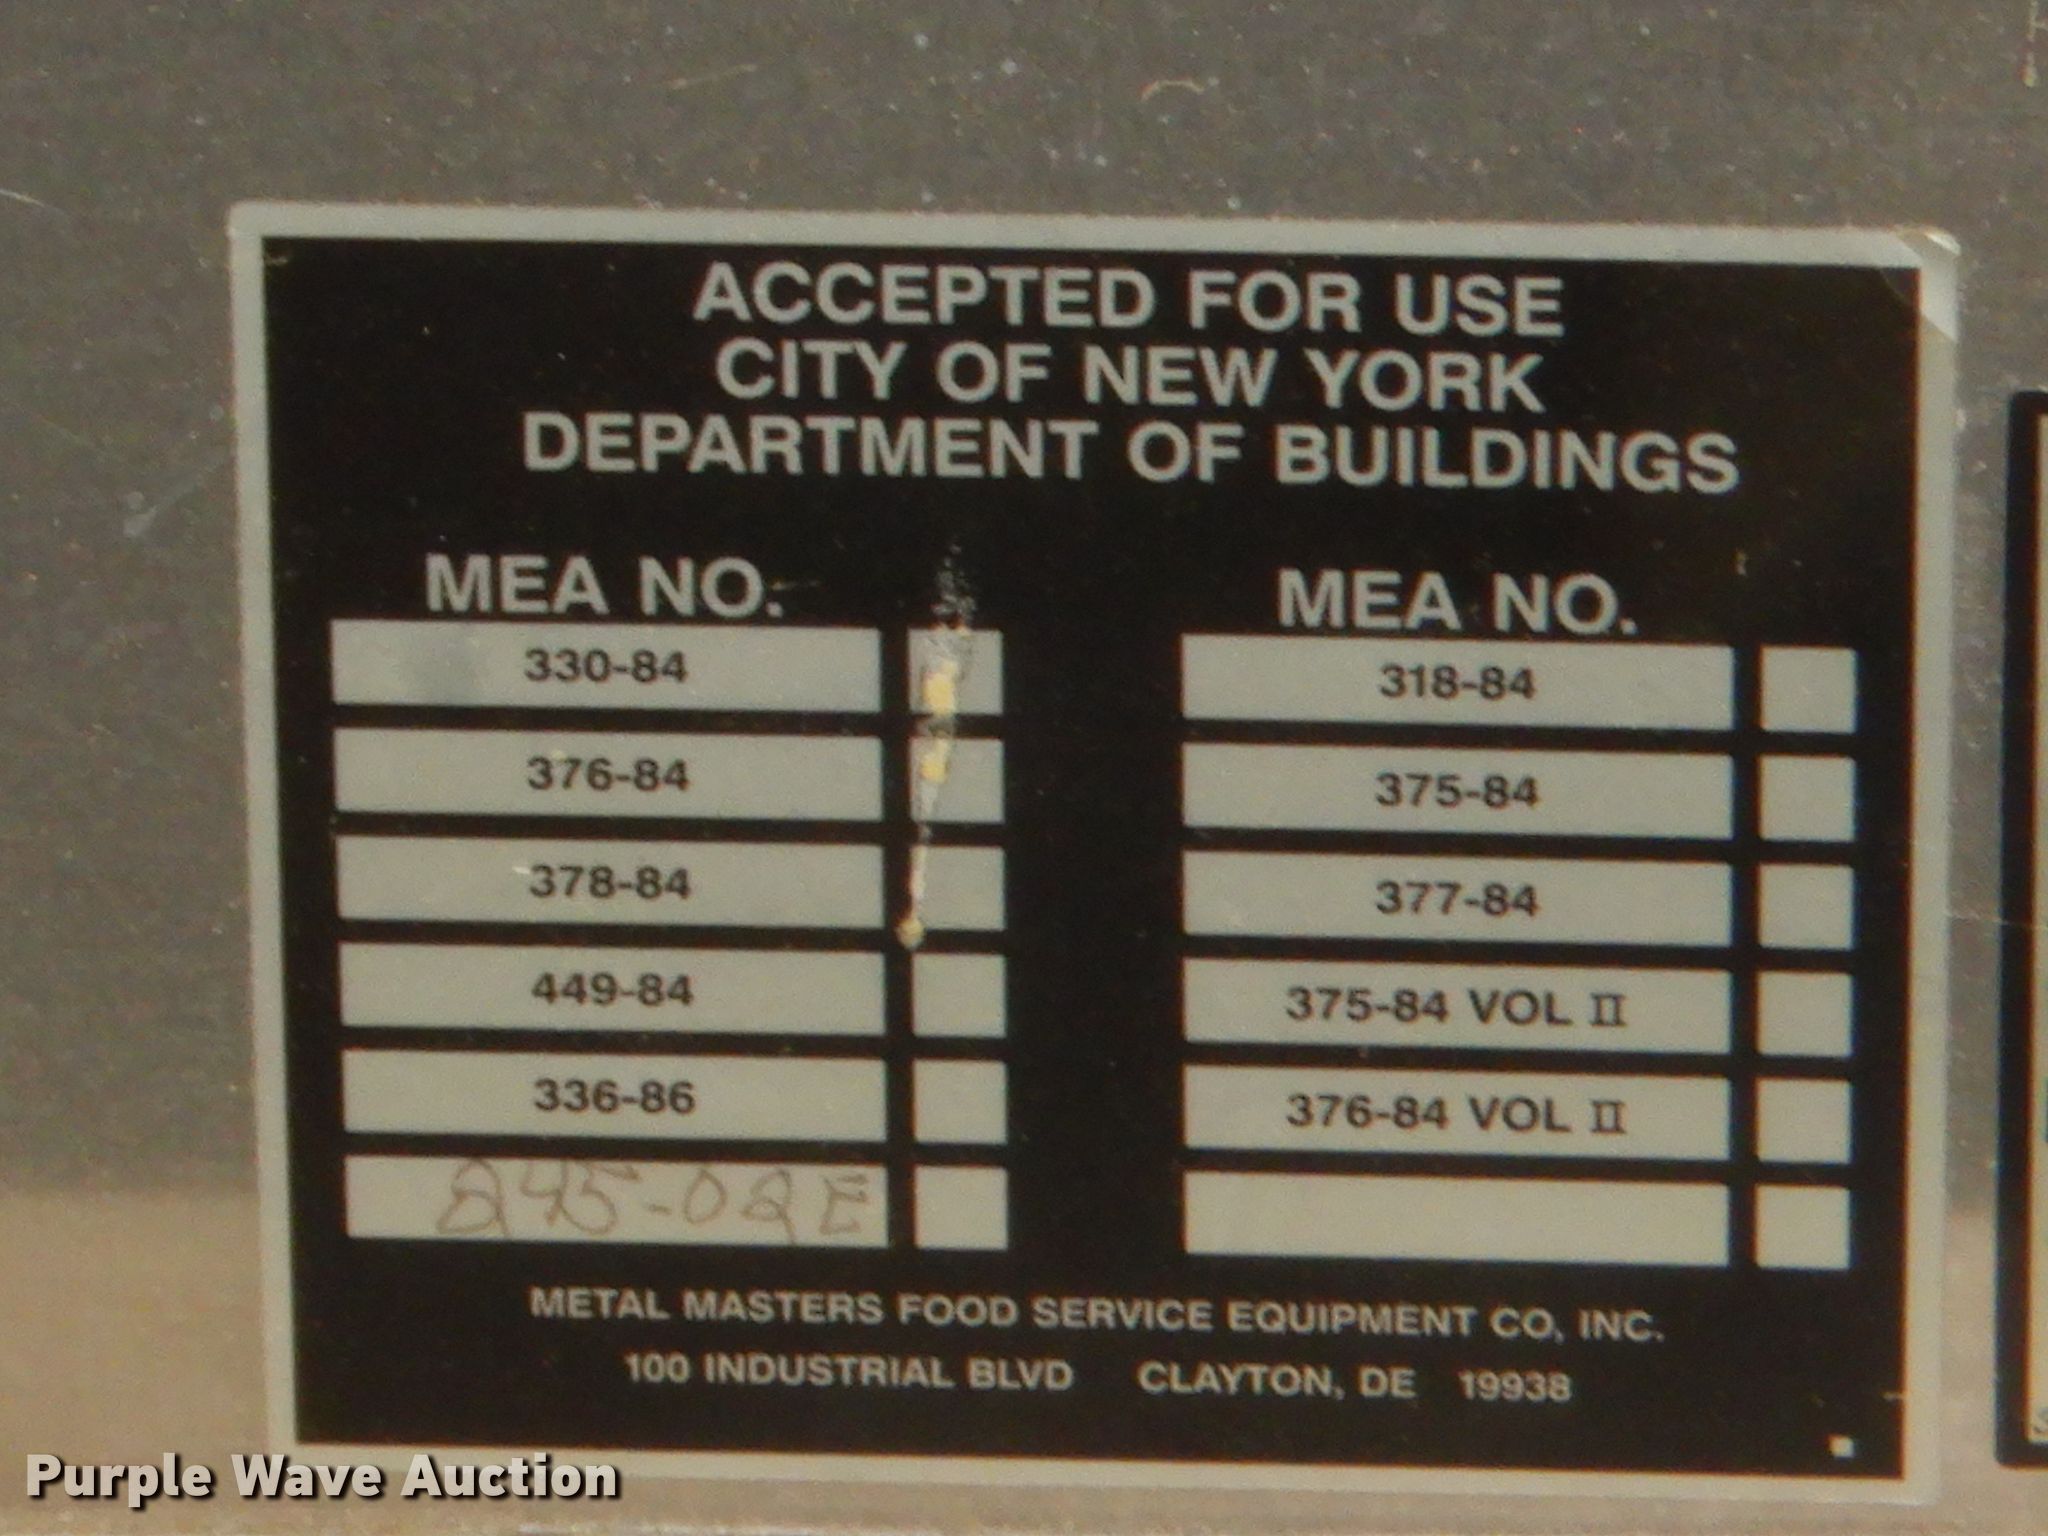 ACCEPTED FOR USE
CITY OF NEW YORK
DEPARTMENT OF BUILDINGS
MEA NO.
330-84
376-84
378-84
449-84
336-86
245-02E
MEA NO.
318-84
375-84
377-84
375-84 VOL II
376-84 VOL II
METAL MASTERS FOOD SERVICE EQUIPMENT CO, INC.
100 INDUSTRIAL BLVD CLAYTON, DE 19938
Purple Wave Auction